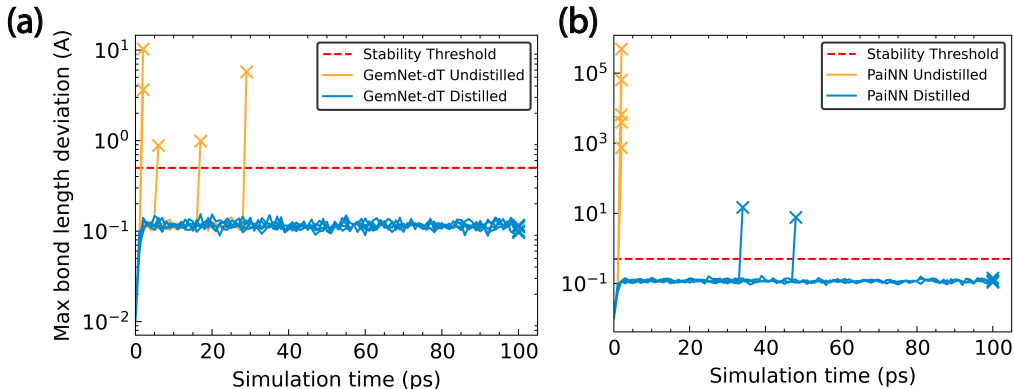 (a)
Max bond length deviation (A)
10¹
10⁰
10⁻¹
10⁻²
Stability Threshold
GemNet-dT Undistilled
GemNet-dT Distilled
0 20 40 60 80 100
Simulation time (ps)
(b)
10⁵
10³
10¹
10⁻¹
Stability Threshold
PaiNN Undistilled
PaiNN Distilled
0 20 40 60 80 100
Simulation time (ps)